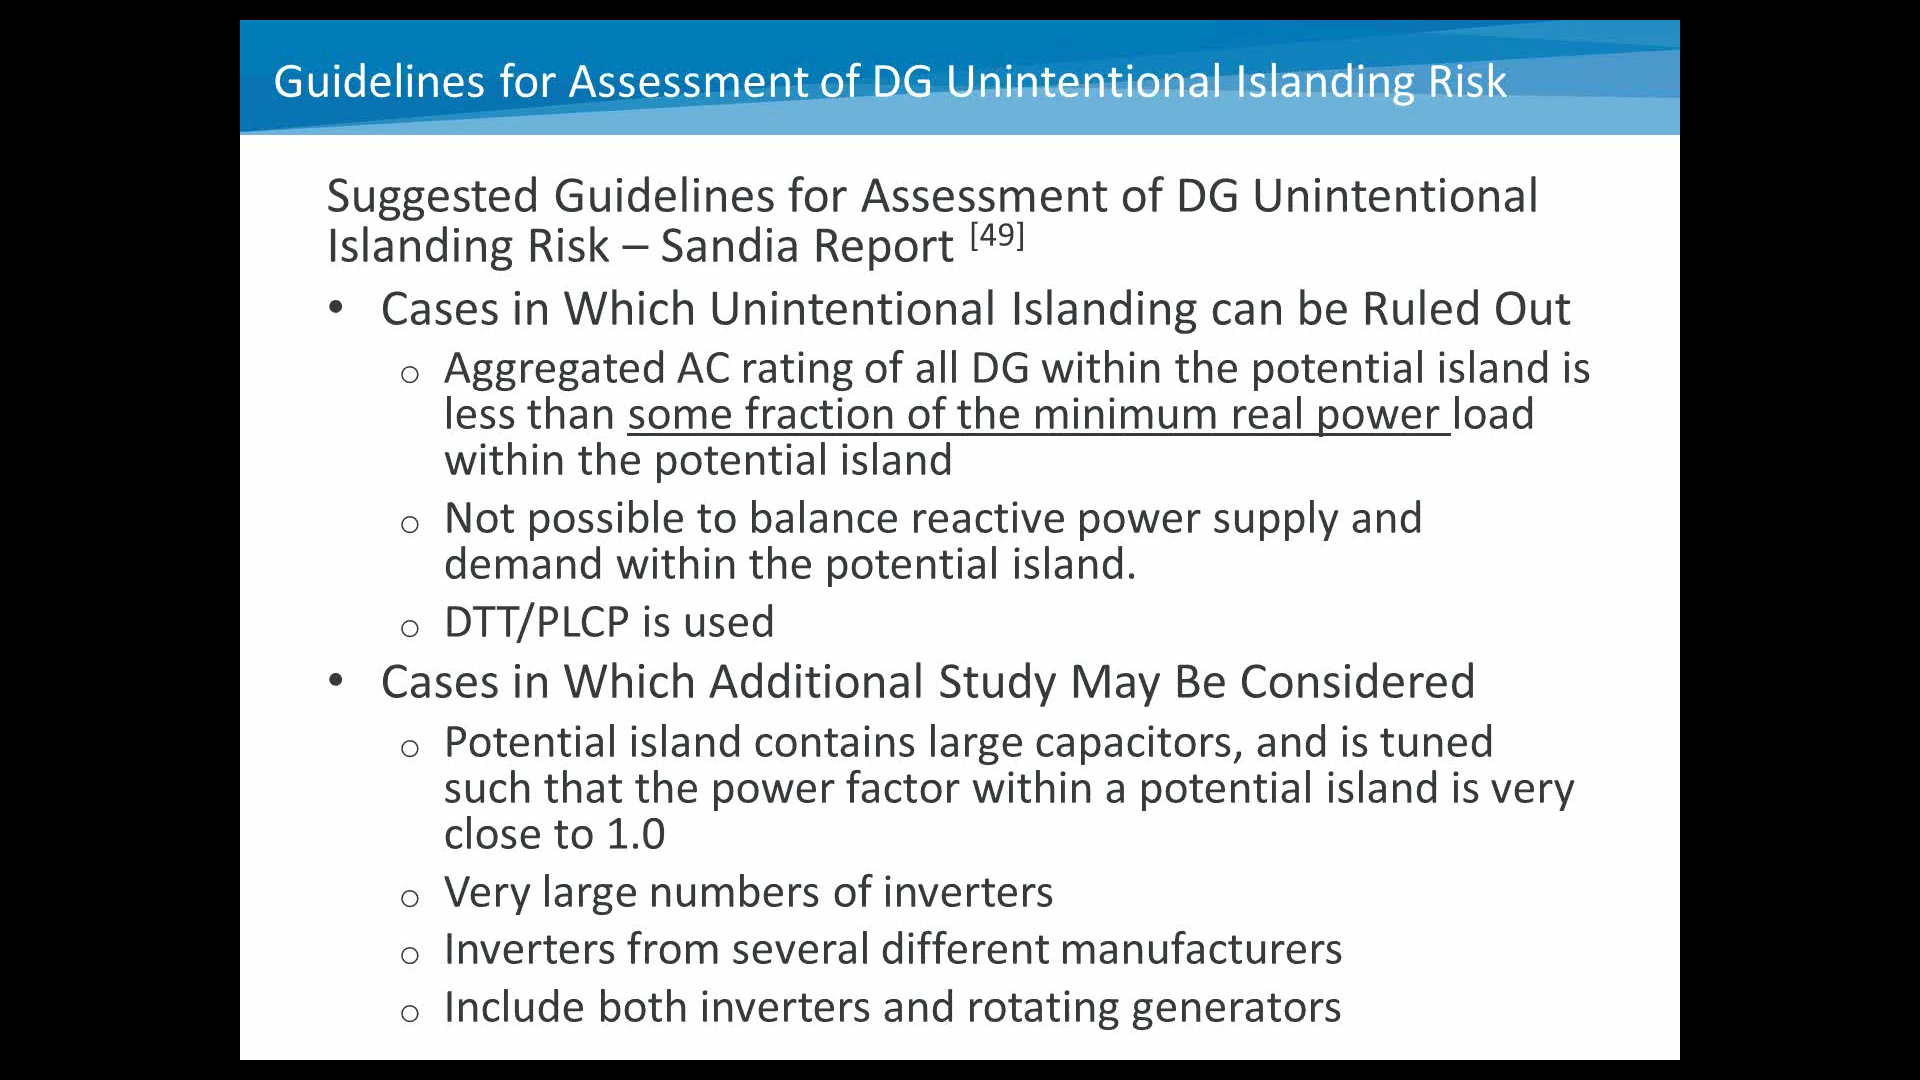 Guidelines for Assessment of DG Unintentional Islanding Risk
Suggested Guidelines for Assessment of DG Unintentional
Islanding Risk – Sandia Report [49]
• Cases in Which Unintentional Islanding can be Ruled Out
o Aggregated AC rating of all DG within the potential island is
less than some fraction of the minimum real power load
within the potential island
o Not possible to balance reactive power supply and
demand within the potential island.
o DTT/PLCP is used
• Cases in Which Additional Study May Be Considered
o Potential island contains large capacitors, and is tuned
such that the power factor within a potential island is very
close to 1.0
o Very large numbers of inverters
o Inverters from several different manufacturers
o Include both inverters and rotating generators